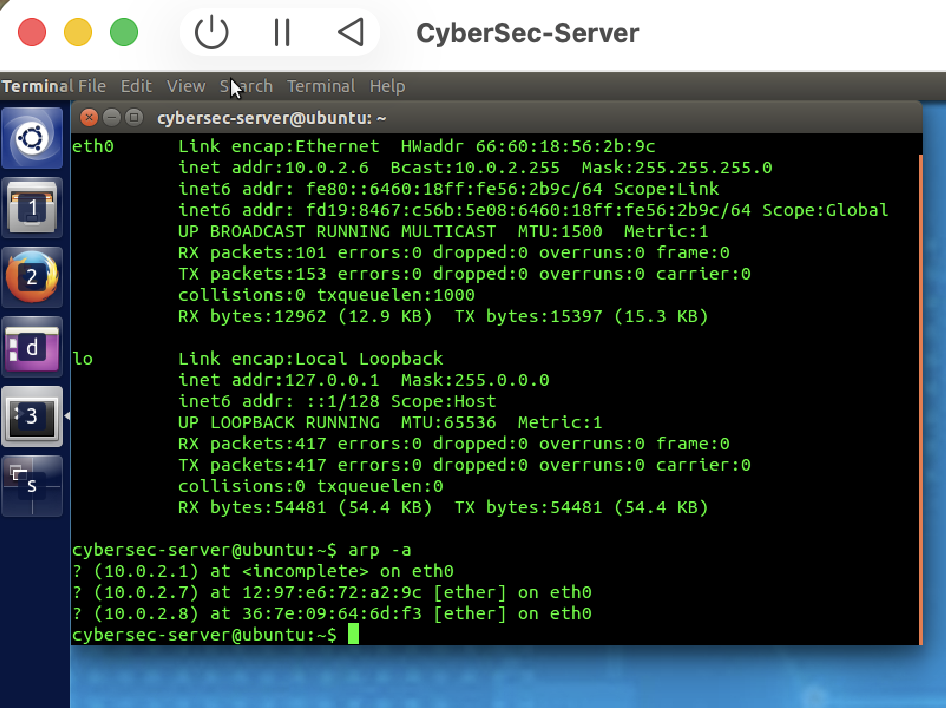 CyberSec-Server
Terminal File Edit View Search Terminal Help
cybersec-server@ubuntu: ~
eth0 Link encap:Ethernet HWaddr 66:60:18:56:2b:9c
inet addr:10.0.2.6 Bcast:10.0.2.255 Mask:255.255.255.0
inet6 addr: fe80::6460:18ff:fe56:2b9c/64 Scope:Link
inet6 addr: fd19:8467:c56b:5e08:6460:18ff:fe56:2b9c/64 Scope:Global
UP BROADCAST RUNNING MULTICAST MTU:1500 Metric:1
RX packets:101 errors:0 dropped:0 overruns:0 frame:0
TX packets:153 errors:0 dropped:0 overruns:0 carrier:0
collisions:0 txqueuelen:1000
RX bytes:12962 (12.9 KB) TX bytes:15397 (15.3 KB)
lo Link encap:Local Loopback
inet addr:127.0.0.1 Mask:255.0.0.0
inet6 addr: ::1/128 Scope:Host
UP LOOPBACK RUNNING MTU:65536 Metric:1
RX packets:417 errors:0 dropped:0 overruns:0 frame:0
TX packets:417 errors:0 dropped:0 overruns:0 carrier:0
collisions:0 txqueuelen:0
RX bytes:54481 (54.4 KB) TX bytes:54481 (54.4 KB)
cybersec-server@ubuntu:~$ arp -a
? (10.0.2.1) at <incomplete> on eth0
? (10.0.2.7) at 12:97:e6:72:a2:9c [ether] on eth0
? (10.0.2.8) at 36:7e:09:64:6d:f3 [ether] on eth0
cybersec-server@ubuntu:~$
1
2
d
3
s